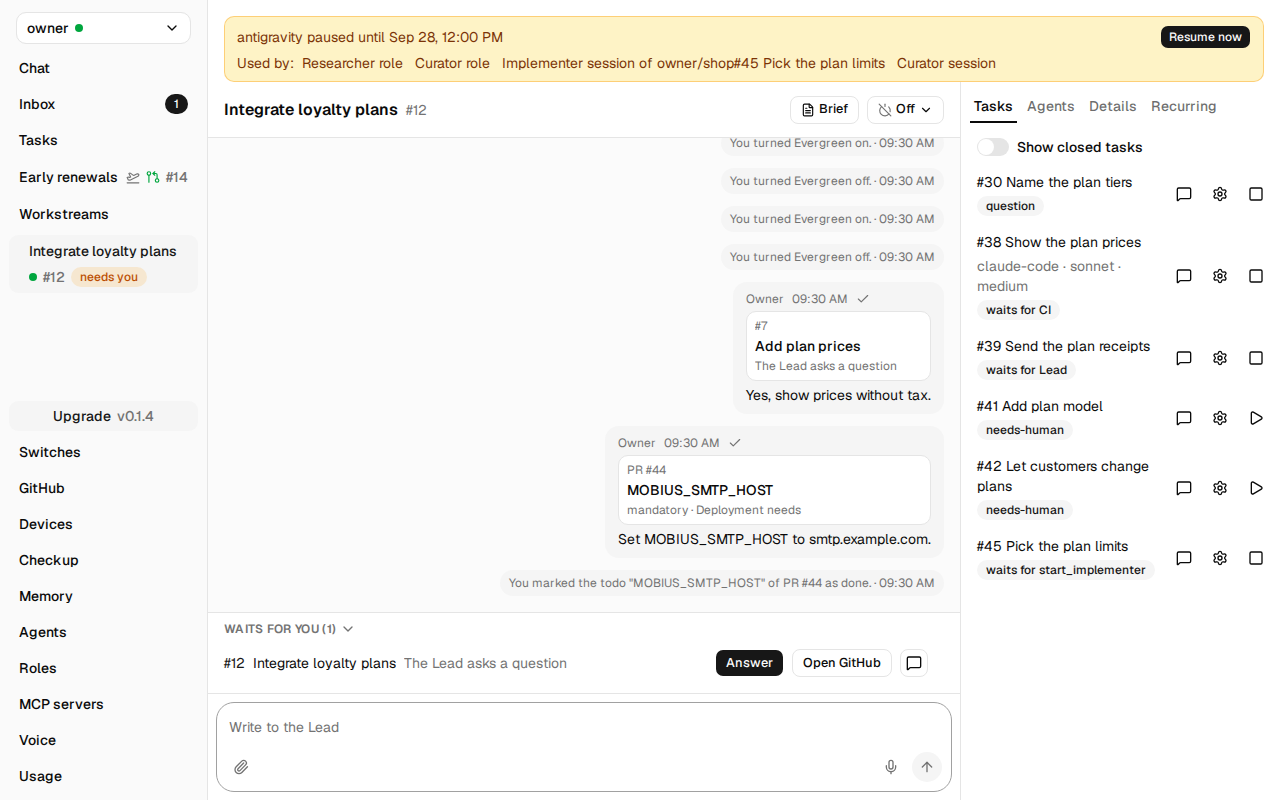 owner
Chat
Inbox 1
Tasks
Early renewals #14
Workstreams
Integrate loyalty plans
#12 needs you
Upgrade v0.1.4
Switches
GitHub
Devices
Checkup
Memory
Agents
Roles
MCP servers
Voice
Usage
antigravity paused until Sep 28, 12:00 PM
Resume now
Used by: Researcher role Curator role Implementer session of owner/shop#45 Pick the plan limits Curator session
Integrate loyalty plans #12
Brief
Off
You turned Evergreen on. · 09:30 AM
You turned Evergreen off. · 09:30 AM
You turned Evergreen on. · 09:30 AM
You turned Evergreen off. · 09:30 AM
Owner 09:30 AM
#7
Add plan prices
The Lead asks a question
Yes, show prices without tax.
Owner 09:30 AM
PR #44
MOBIUS_SMTP_HOST
mandatory · Deployment needs
Set MOBIUS_SMTP_HOST to smtp.example.com.
You marked the todo "MOBIUS_SMTP_HOST" of PR #44 as done. · 09:30 AM
WAITS FOR YOU (1)
#12 Integrate loyalty plans The Lead asks a question
Answer
Open GitHub
Write to the Lead
Tasks Agents Details Recurring
Show closed tasks
#30 Name the plan tiers
question
#38 Show the plan prices
claude-code · sonnet ·
medium
waits for CI
#39 Send the plan receipts
waits for Lead
#41 Add plan model
needs-human
#42 Let customers change
plans
needs-human
#45 Pick the plan limits
waits for start_implementer